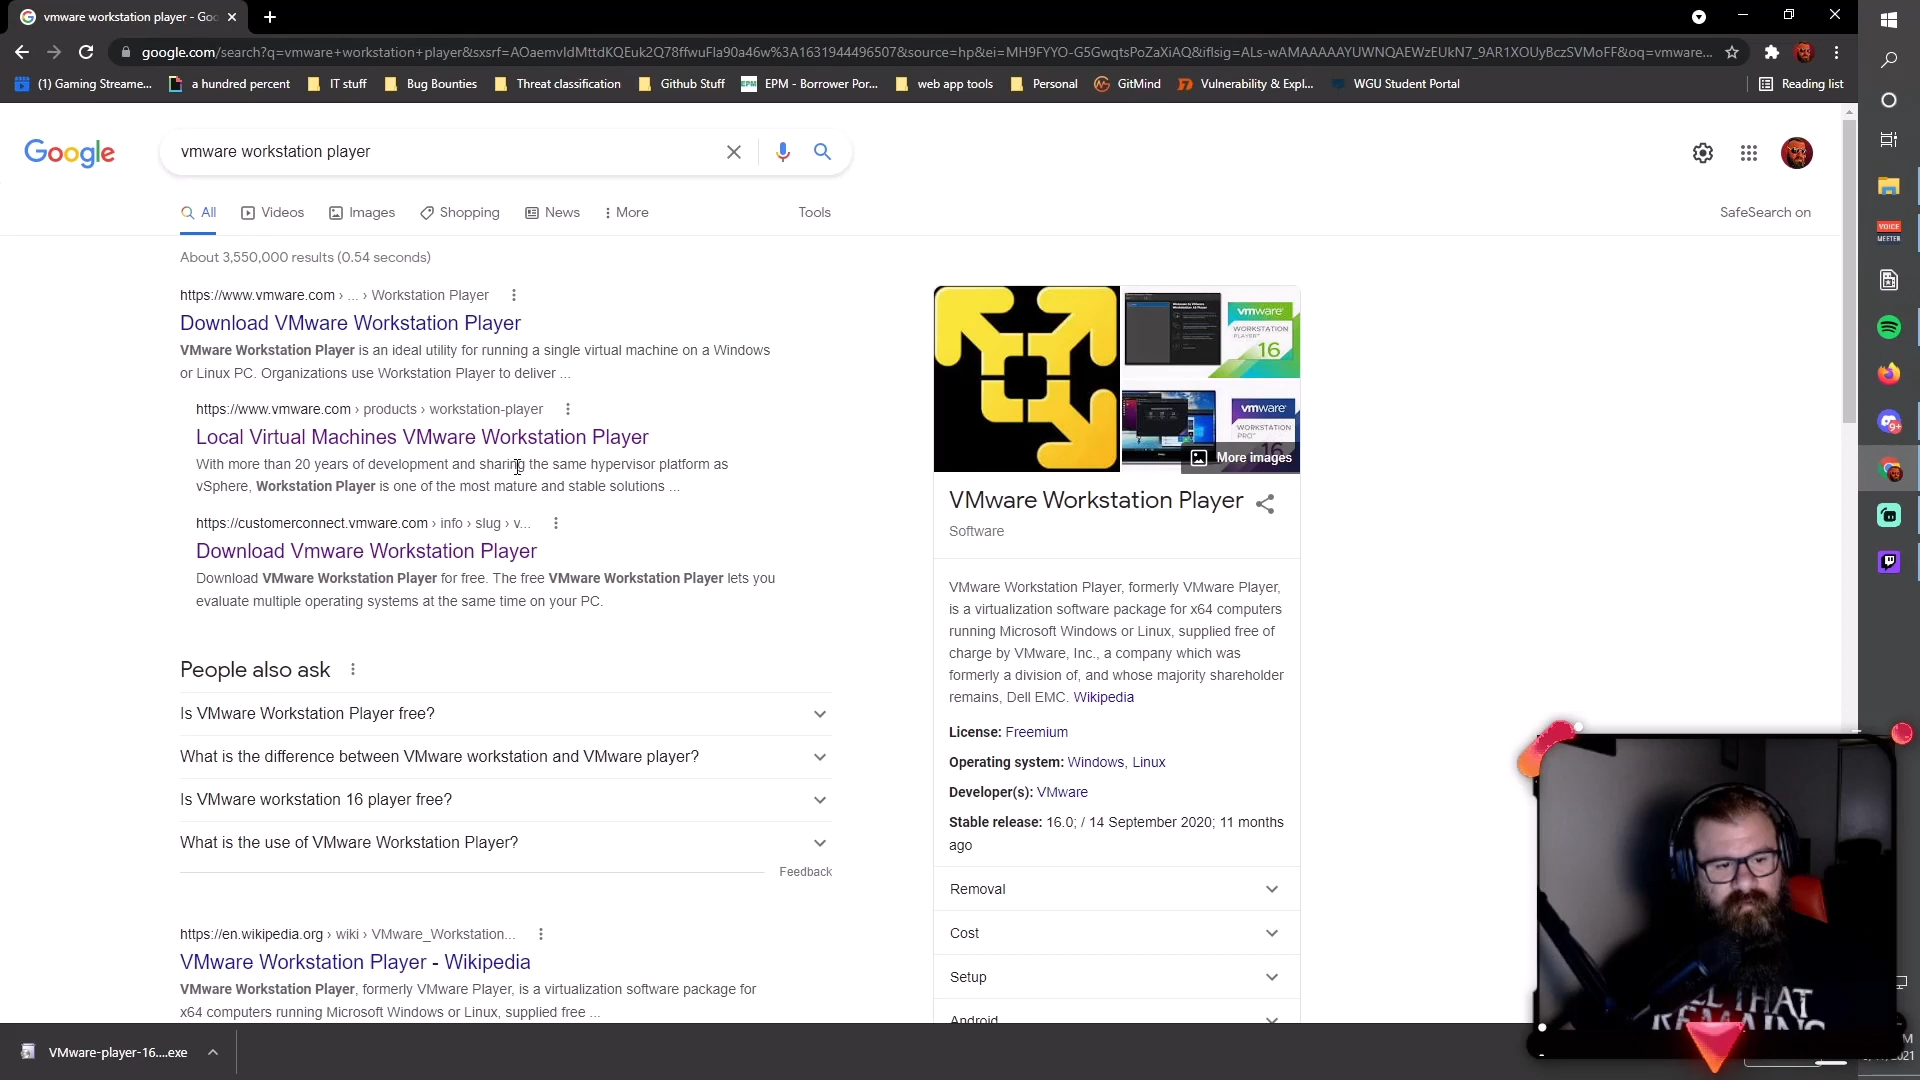 vmware workstation player - Goo
google.com/search?q=vmware+workstation+player&sxsrf=AOaemvIdMttdKQEuk2Q78ffwuFla90a46w%3A1631944496507&source=hp&ei=MH9FYYO-G5GwqtsPoZaXiAQ&iflsig=ALs-wAMAAAAAYUWNQAEWzEUkN7_9AR1XOUyBczSVMoFF&oq=vmware...
(1) Gaming Streame...
a hundred percent
IT stuff
Bug Bounties
Threat classification
Github Stuff
EPM
EPM - Borrower Por...
web app tools
Personal
GitMind
Vulnerability & Expl...
WGU Student Portal
Reading list
Google
vmware workstation player
All
Videos
Images
Shopping
News
More
Tools
SafeSearch on
About 3,550,000 results (0.54 seconds)
https://www.vmware.com › ... › Workstation Player
Download VMware Workstation Player
VMware Workstation Player is an ideal utility for running a single virtual machine on a Windows
or Linux PC. Organizations use Workstation Player to deliver ...
https://www.vmware.com › products › workstation-player
Local Virtual Machines VMware Workstation Player
With more than 20 years of development and sharing the same hypervisor platform as
vSphere, Workstation Player is one of the most mature and stable solutions ...
https://customerconnect.vmware.com › info › slug › v...
Download Vmware Workstation Player
Download VMware Workstation Player for free. The free VMware Workstation Player lets you
evaluate multiple operating systems at the same time on your PC.
People also ask
Is VMware Workstation Player free?
What is the difference between VMware workstation and VMware player?
Is VMware workstation 16 player free?
What is the use of VMware Workstation Player?
Feedback
https://en.wikipedia.org › wiki › VMware_Workstation...
VMware Workstation Player - Wikipedia
VMware Workstation Player, formerly VMware Player, is a virtualization software package for
x64 computers running Microsoft Windows or Linux, supplied free ...
vmware
WORKSTATION
PLAYER
16
vmware
WORKSTATION
PRO
16
More images
VMware Workstation Player
Software
VMware Workstation Player, formerly VMware Player,
is a virtualization software package for x64 computers
running Microsoft Windows or Linux, supplied free of
charge by VMware, Inc., a company which was
formerly a division of, and whose majority shareholder
remains, Dell EMC. Wikipedia
License: Freemium
Operating system: Windows, Linux
Developer(s): VMware
Stable release: 16.0; / 14 September 2020; 11 months
ago
Removal
Cost
Setup
Android
VOICE
MEETER
9+
THAT
REMAINS
VMware-player-16....exe
2021